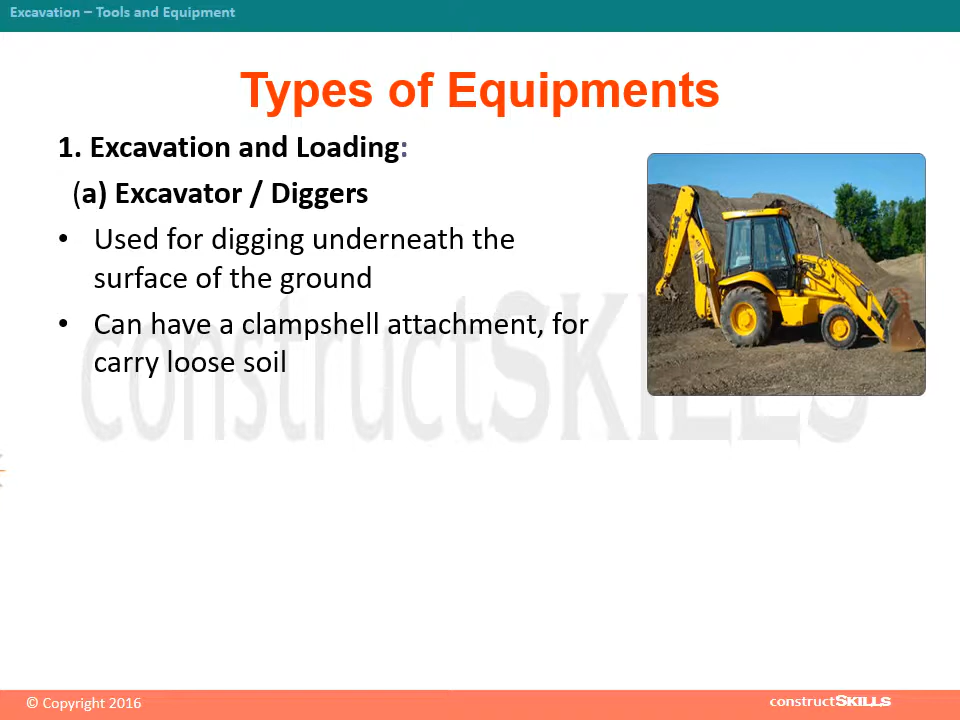 Excavation – Tools and Equipment
Types of Equipments
1. Excavation and Loading:
(a) Excavator / Diggers
• Used for digging underneath the
surface of the ground
• Can have a clampshell attachment, for
carry loose soil
constructSKILLS
© Copyright 2016
constructSKILLS